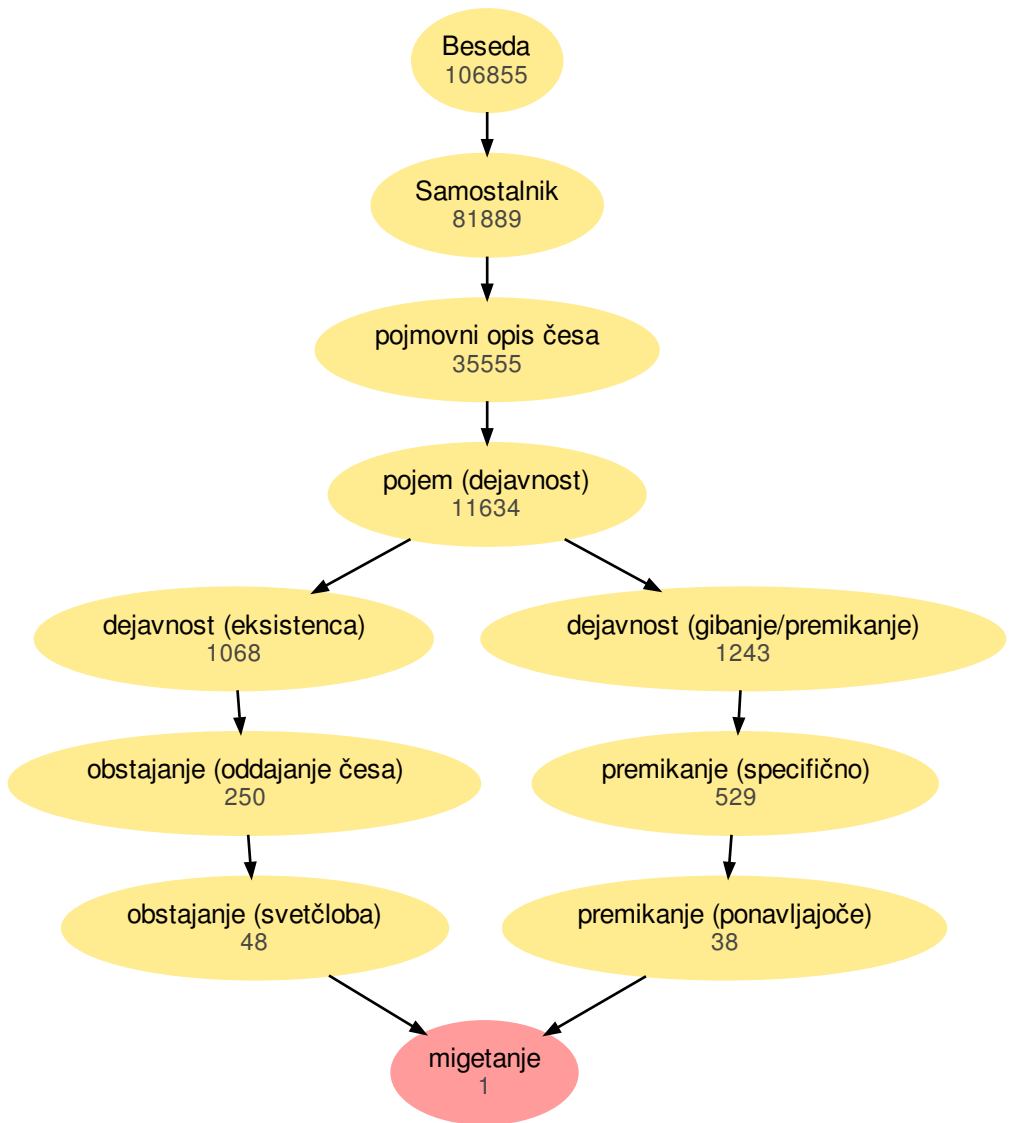 Beseda
106855
Samostalnik
81889
pojmovni opis česa
35555
pojem (dejavnost)
11634
dejavnost (eksistenca)
1068
dejavnost (gibanje/premikanje)
1243
obstajanje (oddajanje česa)
250
premikanje (specifično)
529
obstajanje (svetčloba)
48
premikanje (ponavljajoče)
38
migetanje
1